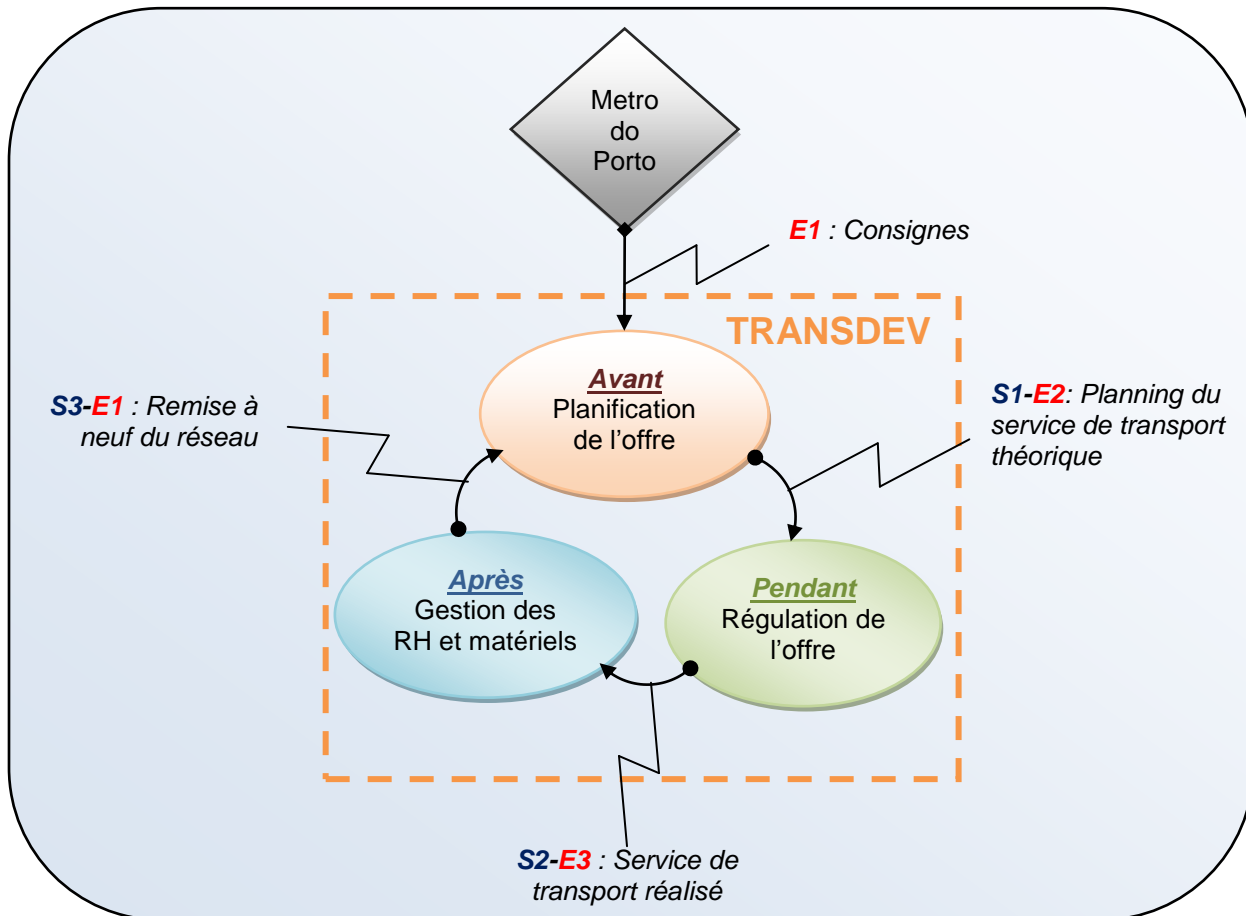 Metro
do
Porto
E1 : Consignes
TRANSDEV
Avant
Planification
de l’offre
S3-E1 : Remise à
neuf du réseau
S1-E2: Planning du
service de transport
théorique
Après
Gestion des
RH et matériels
Pendant
Régulation de
l’offre
S2-E3 : Service de
transport réalisé